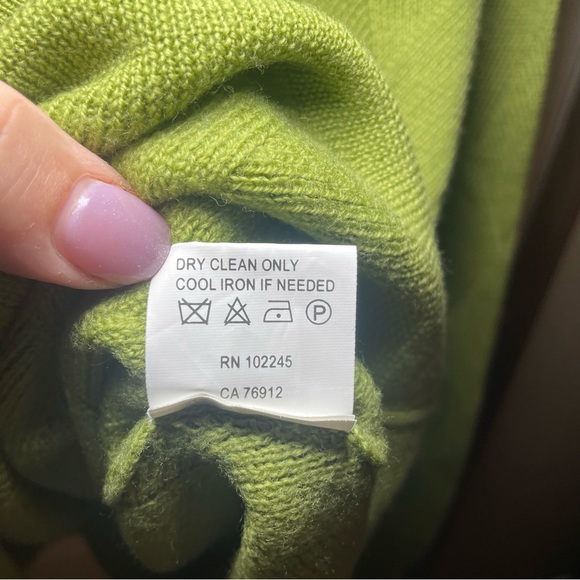 DRY CLEAN ONLY
COOL IRON IF NEEDED
P
RN 102245
CA 76912